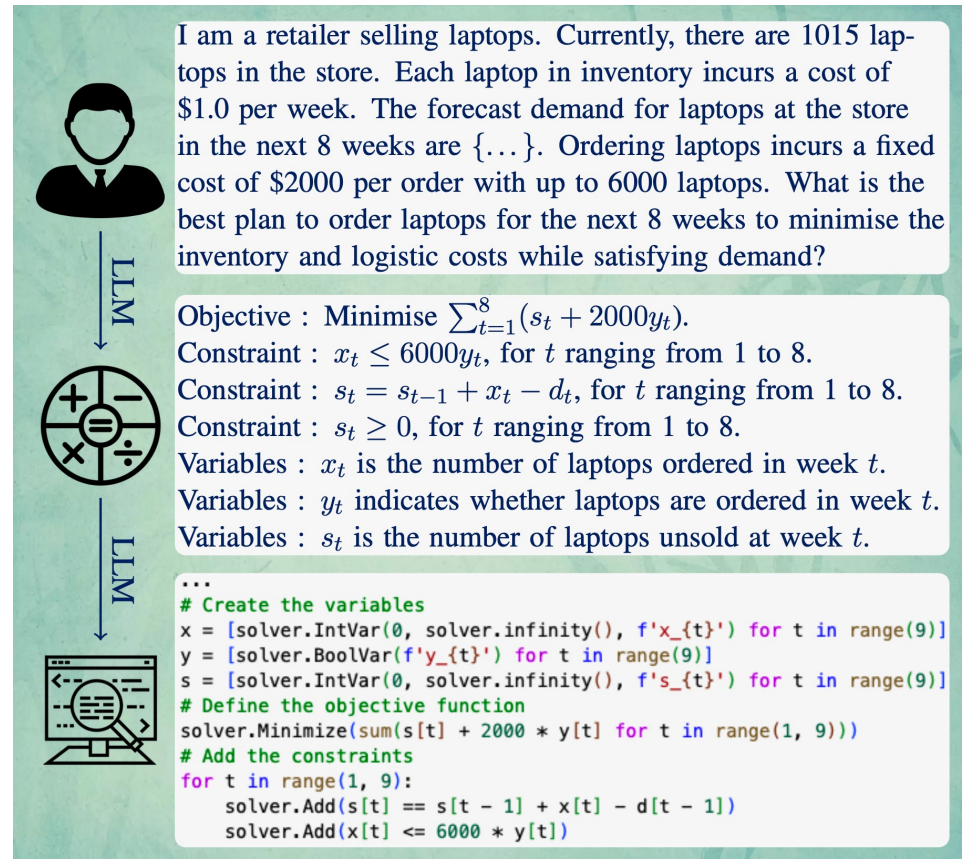 I am a retailer selling laptops. Currently, there are 1015 lap-
tops in the store. Each laptop in inventory incurs a cost of
$1.0 per week. The forecast demand for laptops at the store
in the next 8 weeks are {...}. Ordering laptops incurs a fixed
cost of $2000 per order with up to 6000 laptops. What is the
best plan to order laptops for the next 8 weeks to minimise the
inventory and logistic costs while satisfying demand?
LLM
Objective : Minimise ∑_{t=1}^{8}(s_t + 2000y_t).
Constraint : x_t ≤ 6000y_t, for t ranging from 1 to 8.
Constraint : s_t = s_{t−1} + x_t − d_t, for t ranging from 1 to 8.
Constraint : s_t ≥ 0, for t ranging from 1 to 8.
Variables : x_t is the number of laptops ordered in week t.
Variables : y_t indicates whether laptops are ordered in week t.
Variables : s_t is the number of laptops unsold at week t.
LLM
...
# Create the variables
x = [solver.IntVar(0, solver.infinity(), f'x_{t}') for t in range(9)]
y = [solver.BoolVar(f'y_{t}') for t in range(9)]
s = [solver.IntVar(0, solver.infinity(), f's_{t}') for t in range(9)]
# Define the objective function
solver.Minimize(sum(s[t] + 2000 * y[t] for t in range(1, 9)))
# Add the constraints
for t in range(1, 9):
    solver.Add(s[t] == s[t - 1] + x[t] - d[t - 1])
    solver.Add(x[t] <= 6000 * y[t])